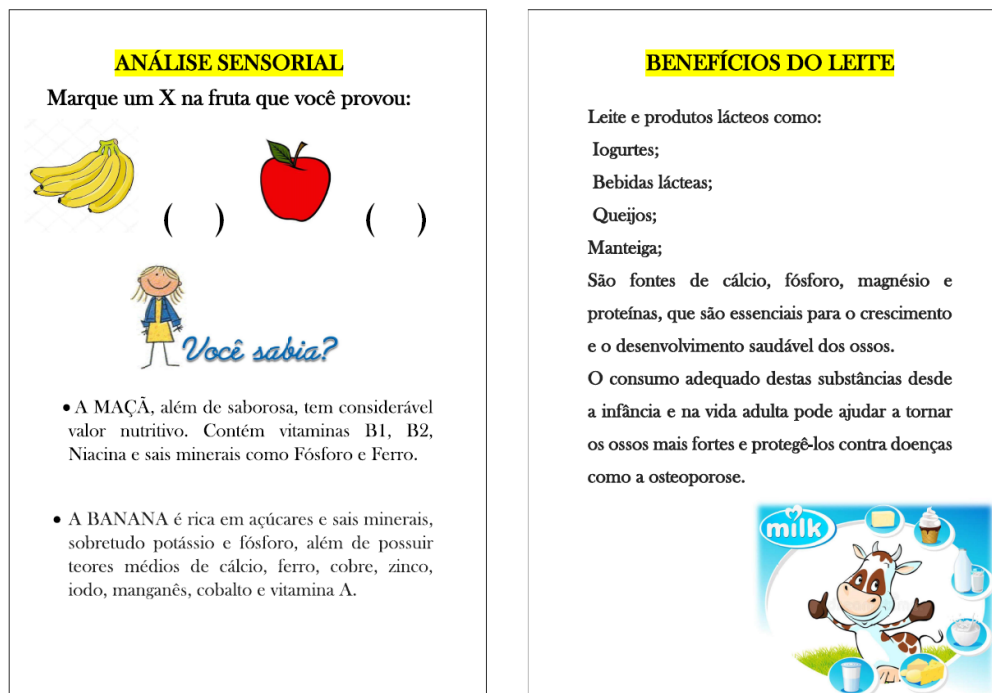 ANÁLISE SENSORIAL
Marque um X na fruta que você provou:
( ) ( )
Você sabia?
• A MAÇÃ, além de saborosa, tem considerável
valor nutritivo. Contém vitaminas B1, B2,
Niacina e sais minerais como Fósforo e Ferro.
• A BANANA é rica em açúcares e sais minerais,
sobretudo potássio e fósforo, além de possuir
teores médios de cálcio, ferro, cobre, zinco,
iodo, manganês, cobalto e vitamina A.
BENEFÍCIOS DO LEITE
Leite e produtos lácteos como:
Iogurtes;
Bebidas lácteas;
Queijos;
Manteiga;
São fontes de cálcio, fósforo, magnésio e
proteínas, que são essenciais para o crescimento
e o desenvolvimento saudável dos ossos.
O consumo adequado destas substâncias desde
a infância e na vida adulta pode ajudar a tornar
os ossos mais fortes e protegê-los contra doenças
como a osteoporose.
milk